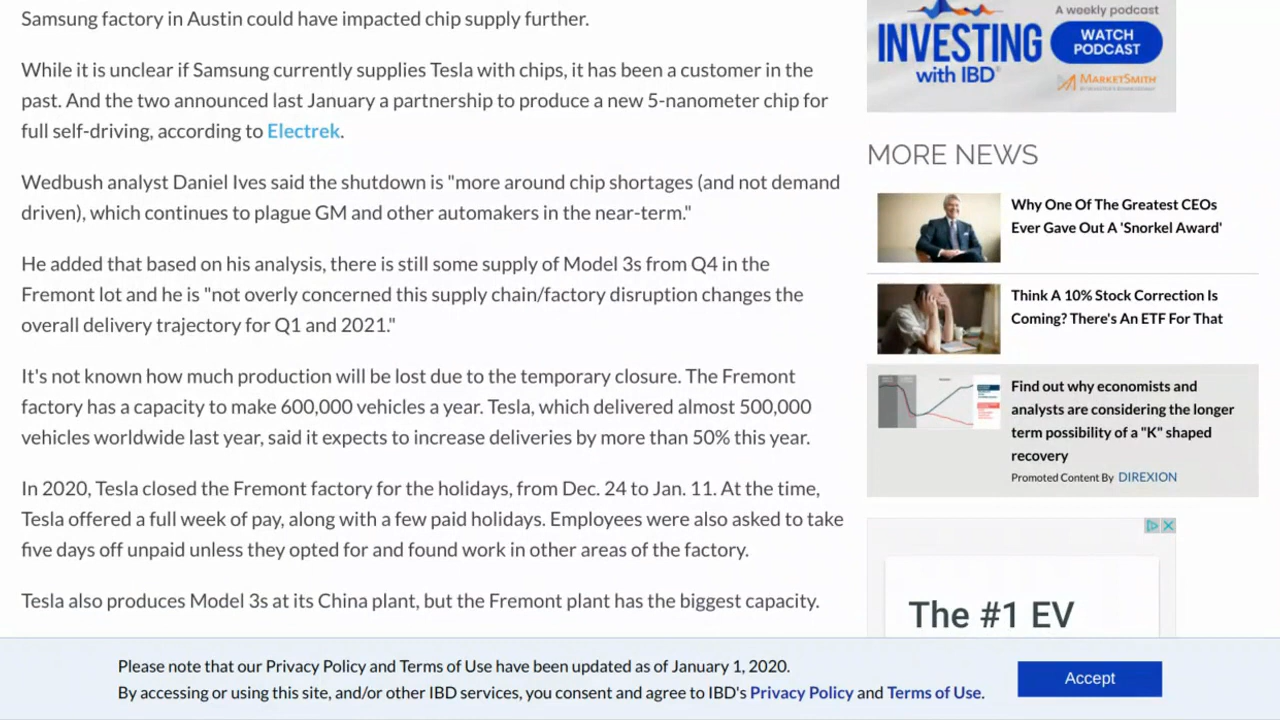 Samsung factory in Austin could have impacted chip supply further.
While it is unclear if Samsung currently supplies Tesla with chips, it has been a customer in the
past. And the two announced last January a partnership to produce a new 5-nanometer chip for
full self-driving, according to Electrek.
Wedbush analyst Daniel Ives said the shutdown is "more around chip shortages (and not demand
driven), which continues to plague GM and other automakers in the near-term."
He added that based on his analysis, there is still some supply of Model 3s from Q4 in the
Fremont lot and he is "not overly concerned this supply chain/factory disruption changes the
overall delivery trajectory for Q1 and 2021."
It's not known how much production will be lost due to the temporary closure. The Fremont
factory has a capacity to make 600,000 vehicles a year. Tesla, which delivered almost 500,000
vehicles worldwide last year, said it expects to increase deliveries by more than 50% this year.
In 2020, Tesla closed the Fremont factory for the holidays, from Dec. 24 to Jan. 11. At the time,
Tesla offered a full week of pay, along with a few paid holidays. Employees were also asked to take
five days off unpaid unless they opted for and found work in other areas of the factory.
Tesla also produces Model 3s at its China plant, but the Fremont plant has the biggest capacity.
A weekly podcast
INVESTING
with IBD
WATCH
PODCAST
MARKETSMITH
MORE NEWS
Why One Of The Greatest CEOs
Ever Gave Out A 'Snorkel Award'
Think A 10% Stock Correction Is
Coming? There's An ETF For That
Find out why economists and
analysts are considering the longer
term possibility of a "K" shaped
recovery
Promoted Content By DIREXION
The #1 EV
Please note that our Privacy Policy and Terms of Use have been updated as of January 1, 2020.
By accessing or using this site, and/or other IBD services, you consent and agree to IBD's Privacy Policy and Terms of Use.
Accept